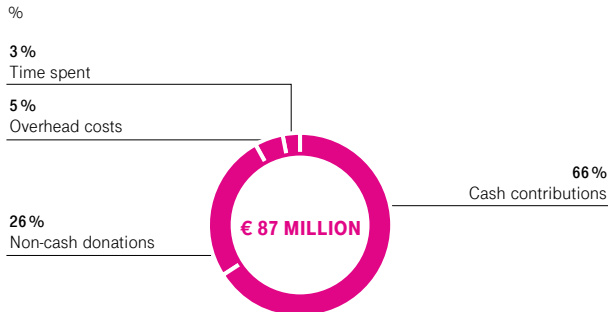 %
3 %
Time spent
5 %
Overhead costs
66 %
Cash contributions
26 %
Non-cash donations
€ 87 MILLION